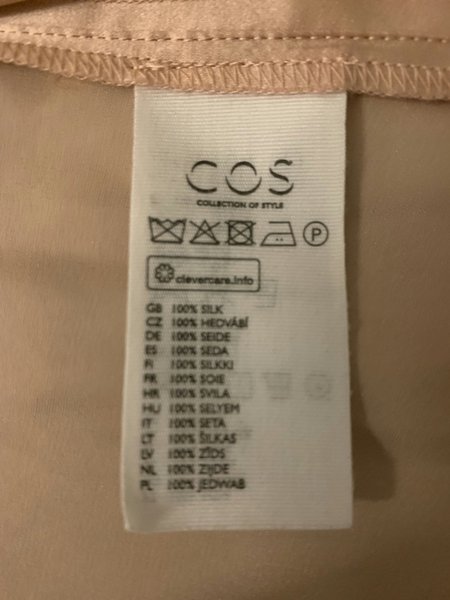 COS
COLLECTION OF STYLE
P
clevercare.info
GB 100% SILK
CZ 100% HEDVÁBÍ
DE 100% SEIDE
ES 100% SEDA
FI 100% SILKKI
FR 100% SOIE
HR 100% SVILA
HU 100% SELYEM
IT 100% SETA
LT 100% ŠILKAS
LV 100% ZĪDS
NL 100% ZIJDE
PL 100% JEDWAB